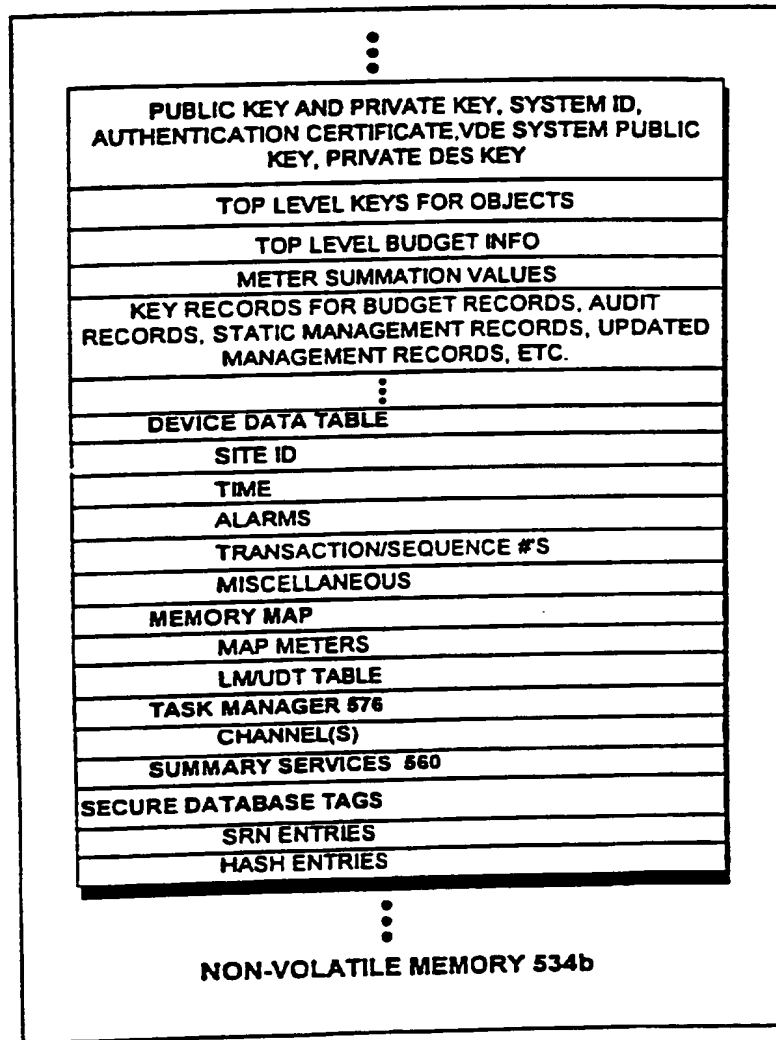 PUBLIC KEY AND PRIVATE KEY, SYSTEM ID,
AUTHENTICATION CERTIFICATE,VDE SYSTEM PUBLIC
KEY, PRIVATE DES KEY
TOP LEVEL KEYS FOR OBJECTS
TOP LEVEL BUDGET INFO
METER SUMMATION VALUES
KEY RECORDS FOR BUDGET RECORDS, AUDIT
RECORDS, STATIC MANAGEMENT RECORDS, UPDATED
MANAGEMENT RECORDS, ETC.
DEVICE DATA TABLE
SITE ID
TIME
ALARMS
TRANSACTION/SEQUENCE #'S
MISCELLANEOUS
MEMORY MAP
MAP METERS
LM/UDT TABLE
TASK MANAGER 576
CHANNEL(S)
SUMMARY SERVICES 560
SECURE DATABASE TAGS
SRN ENTRIES
HASH ENTRIES
NON-VOLATILE MEMORY 534b